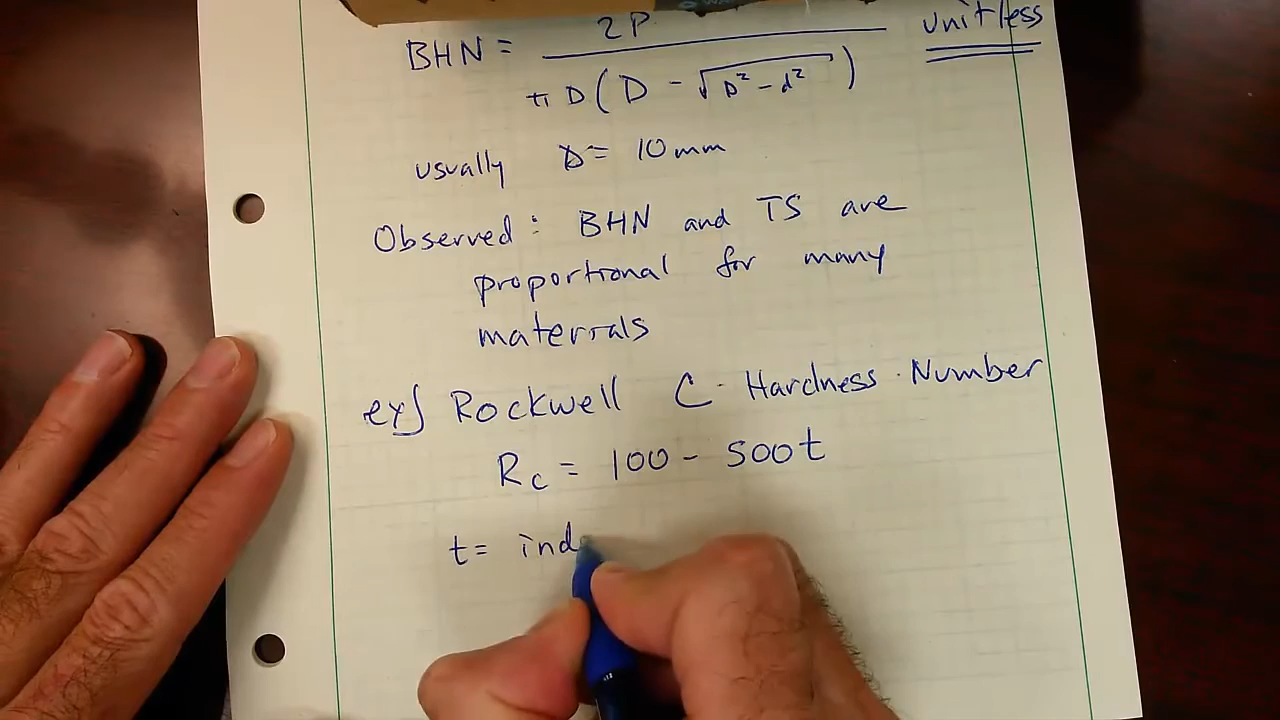 BHN = 2P / π D ( D - √D² - d² ) unitless
usually D = 10 mm
Observed : BHN and TS are
proportional for many
materials
ex) Rockwell C Hardness Number
Rc = 100 - 500t
t = ind